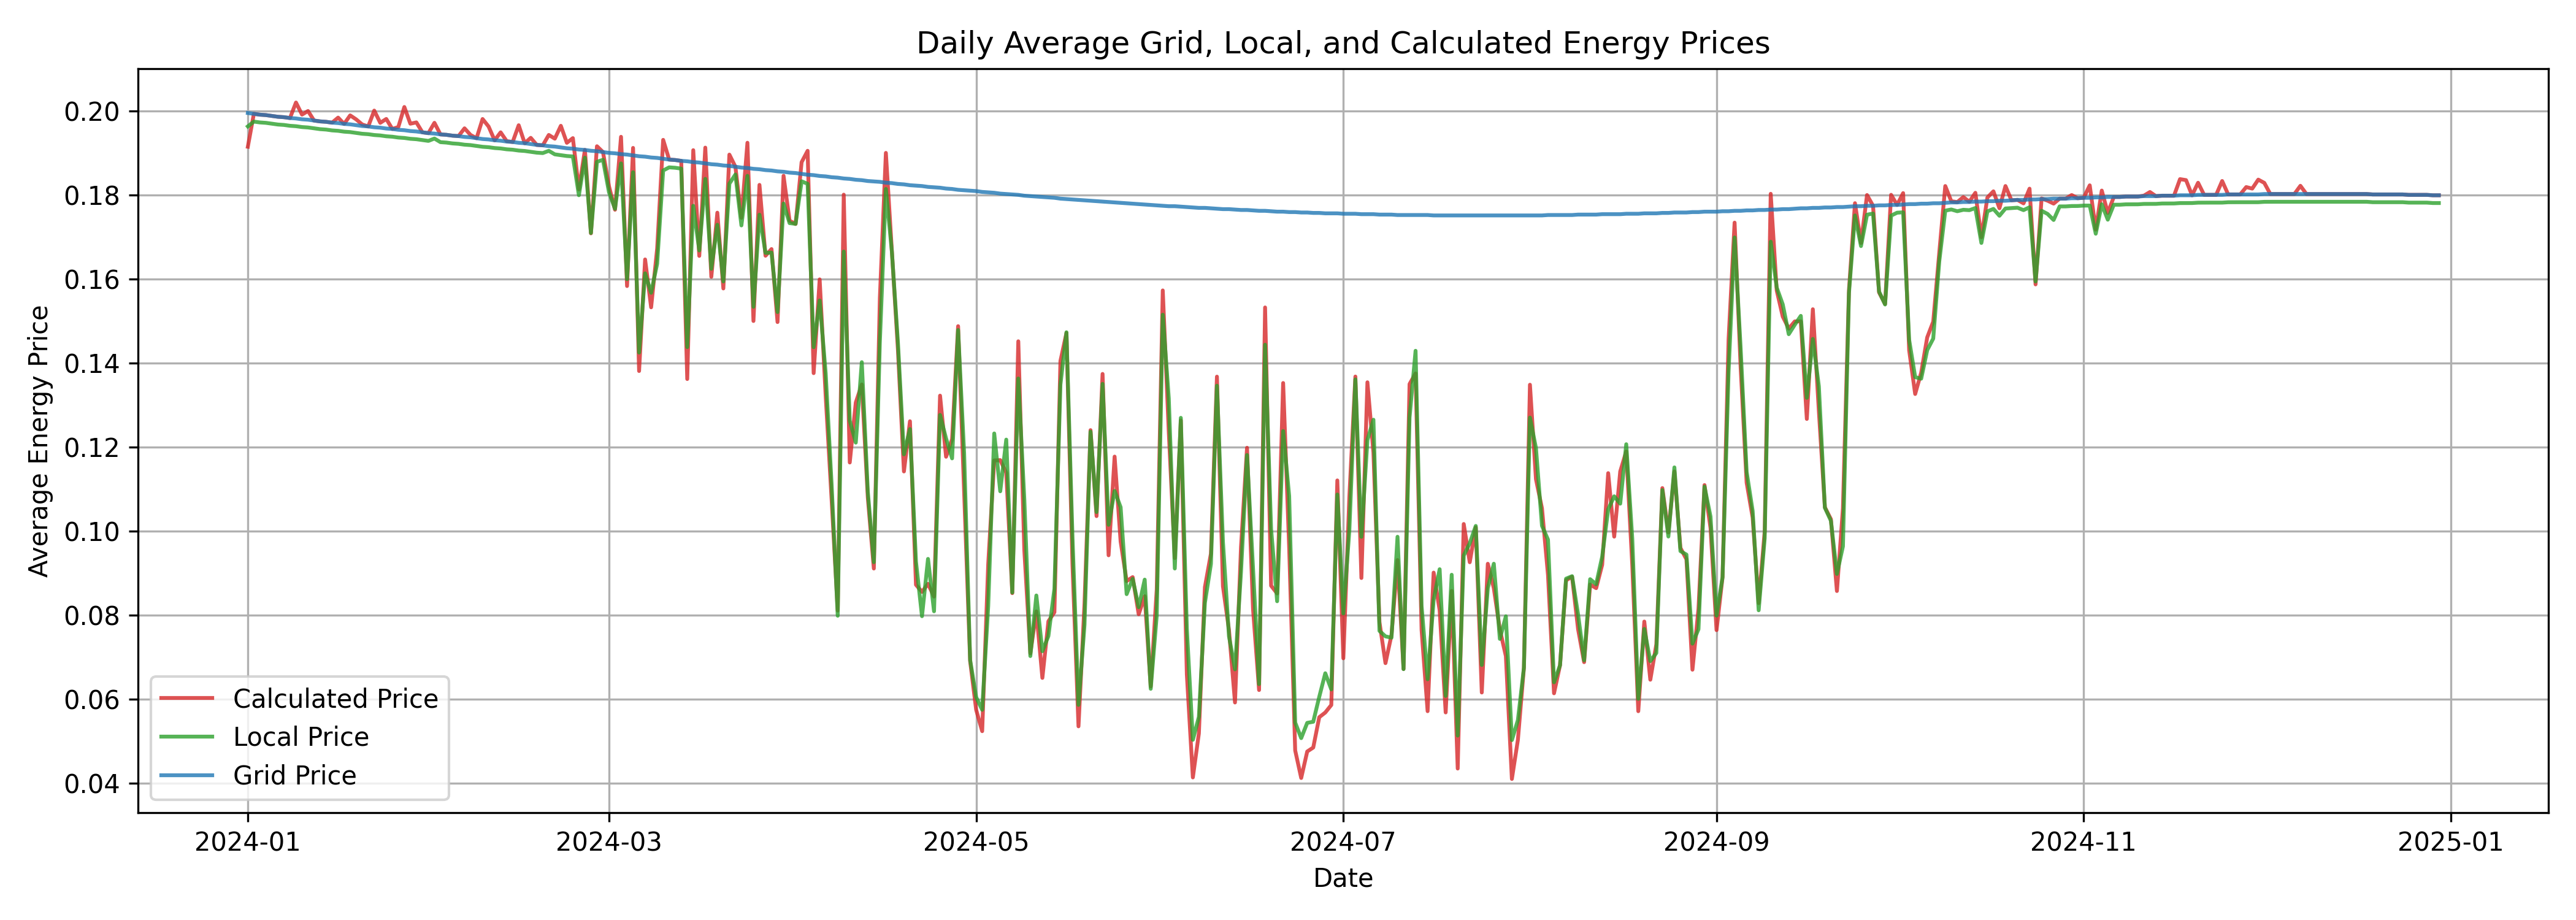 Daily Average Grid, Local, and Calculated Energy Prices
0.20
0.18
0.16
0.14
0.12
0.10
0.08
0.06
0.04
Average Energy Price
Calculated Price
Local Price
Grid Price
2024-01 2024-03 2024-05 2024-07 2024-09 2024-11 2025-01
Date